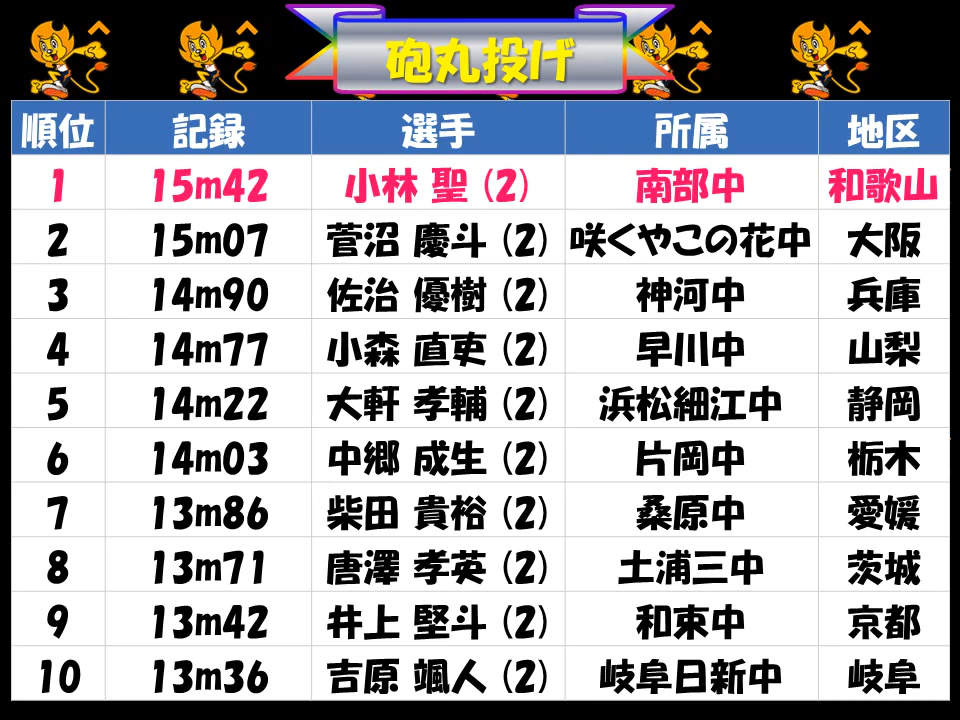 砲丸投げ
順位 記録 選手 所属 地区
1 15m42 小林 聖 (2) 南部中 和歌山
2 15m07 菅沼 慶斗 (2) 咲くやこの花中 大阪
3 14m90 佐治 優樹 (2) 神河中 兵庫
4 14m77 小森 直吏 (2) 早川中 山梨
5 14m22 大軒 孝輔 (2) 浜松細江中 静岡
6 14m03 中郷 成生 (2) 片岡中 栃木
7 13m86 柴田 貴裕 (2) 桑原中 愛媛
8 13m71 唐澤 孝英 (2) 土浦三中 茨城
9 13m42 井上 堅斗 (2) 和束中 京都
10 13m36 吉原 颯人 (2) 岐阜日新中 岐阜